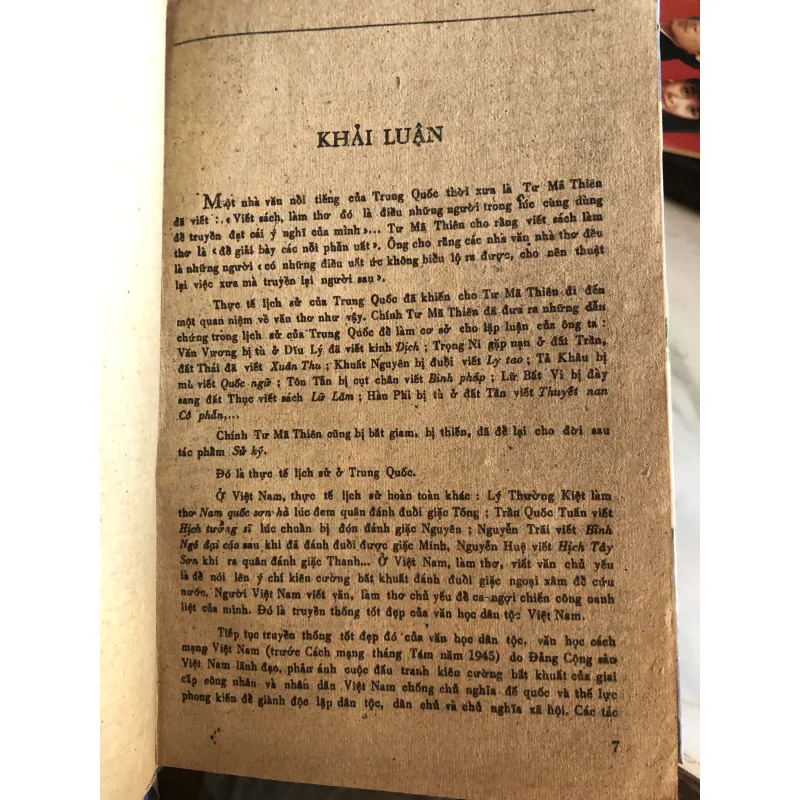 KHẢI LUẬN
Một nhà văn nổi tiếng của Trung Quốc thời xưa là Tư Mã Thiên
đã viết : « Viết sách, làm thơ đó là điều những người trong lúc cùng dùng
để truyền đạt cái ý nghĩ của mình »... Tư Mã Thiên cho rằng viết sách làm
thơ là « để giải bày các nỗi phẫn uất ». Ông cho rằng các nhà văn nhà thơ đều
là những người « có những điều uất ức không biểu lộ ra được, cho nên thuật
lại việc xưa mà truyền lại người sau ».
Thực tế lịch sử của Trung Quốc đã khiến cho Tư Mã Thiên đi đến
một quan niệm về văn thơ như vậy. Chính Tư Mã Thiên đã đưa ra những dẫn
chứng trong lịch sử của Trung Quốc để làm cơ sở cho lập luận của ông ta :
Văn Vương bị tù ở Dĩu Lý đã viết kinh Dịch ; Trọng Ni gặp nạn ở đất Trần,
đất Thái đã viết Xuân Thu ; Khuất Nguyên bị đuổi viết Ly tao ; Tả Khâu bị
mù viết Quốc ngữ ; Tôn Tẫn bị cụt chân viết Binh pháp ; Lữ Bất Vi bị đày
sang đất Thục viết sách Lữ Lãm ; Hàn Phi bị tù ở đất Tần viết Thuyết nan
Cô phẫn,...
Chính Tư Mã Thiên cũng bị bắt giam, bị thiến, đã để lại cho đời sau
tác phẩm Sử ký.
Đó là thực tế lịch sử ở Trung Quốc.
Ở Việt Nam, thực tế lịch sử hoàn toàn khác : Lý Thường Kiệt làm
thơ Nam quốc sơn hà lúc đem quân đánh giặc Tống ; Trần Quốc Tuấn viết
Hịch tướng sĩ lúc chuẩn bị đón đánh giặc Nguyên ; Nguyễn Trãi viết Bình
Ngô đại cáo sau khi đã đánh đuổi được giặc Minh, Nguyễn Huệ viết Hịch Tây
Sơn khi ra quân đánh giặc Thanh... Ở Việt Nam, làm thơ, viết văn chủ yếu
là để nói lên ý chí kiên cường bất khuất đánh đuổi giặc ngoại xâm để cứu
nước. Người Việt Nam viết văn, làm thơ chủ yếu để ca ngợi chiến công oanh
liệt của mình. Đó là truyền thống tốt đẹp của văn học dân tộc Việt Nam.
Tiếp tục truyền thống tốt đẹp đó của văn học dân tộc, văn học cách
mạng Việt Nam (trước Cách mạng tháng Tám năm 1945) do Đảng Cộng sản
Việt Nam lãnh đạo, phản ánh cuộc đấu tranh kiên cường bất khuất của giai
cấp công nhân và nhân dân Việt Nam chống chủ nghĩa đế quốc và thế lực
phong kiến để giành độc lập dân tộc, dân chủ và chủ nghĩa xã hội. Các tác
7